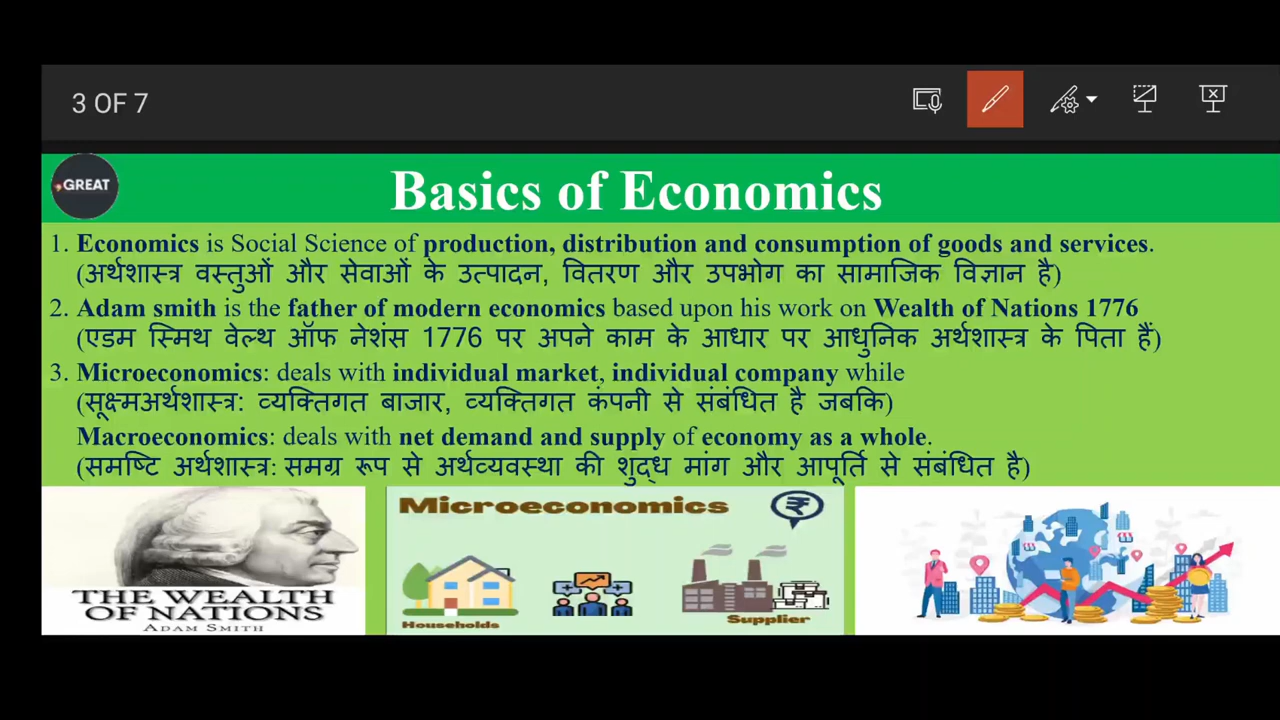 3 OF 7
GREAT
Basics of Economics
1. Economics is Social Science of production, distribution and consumption of goods and services.
(अर्थशास्त्र वस्तुओं और सेवाओं के उत्पादन, वितरण और उपभोग का सामाजिक विज्ञान है)
2. Adam smith is the father of modern economics based upon his work on Wealth of Nations 1776
(एडम स्मिथ वेल्थ ऑफ नेशंस 1776 पर अपने काम के आधार पर आधुनिक अर्थशास्त्र के पिता हैं)
3. Microeconomics: deals with individual market, individual company while
(सूक्ष्मअर्थशास्त्र: व्यक्तिगत बाजार, व्यक्तिगत कंपनी से संबंधित है जबकि)
Macroeconomics: deals with net demand and supply of economy as a whole.
(समष्टि अर्थशास्त्र: समग्र रूप से अर्थव्यवस्था की शुद्ध मांग और आपूर्ति से संबंधित है)
THE WEALTH
OF NATIONS
ADAM SMITH
Microeconomics
₹
Households
Supplier